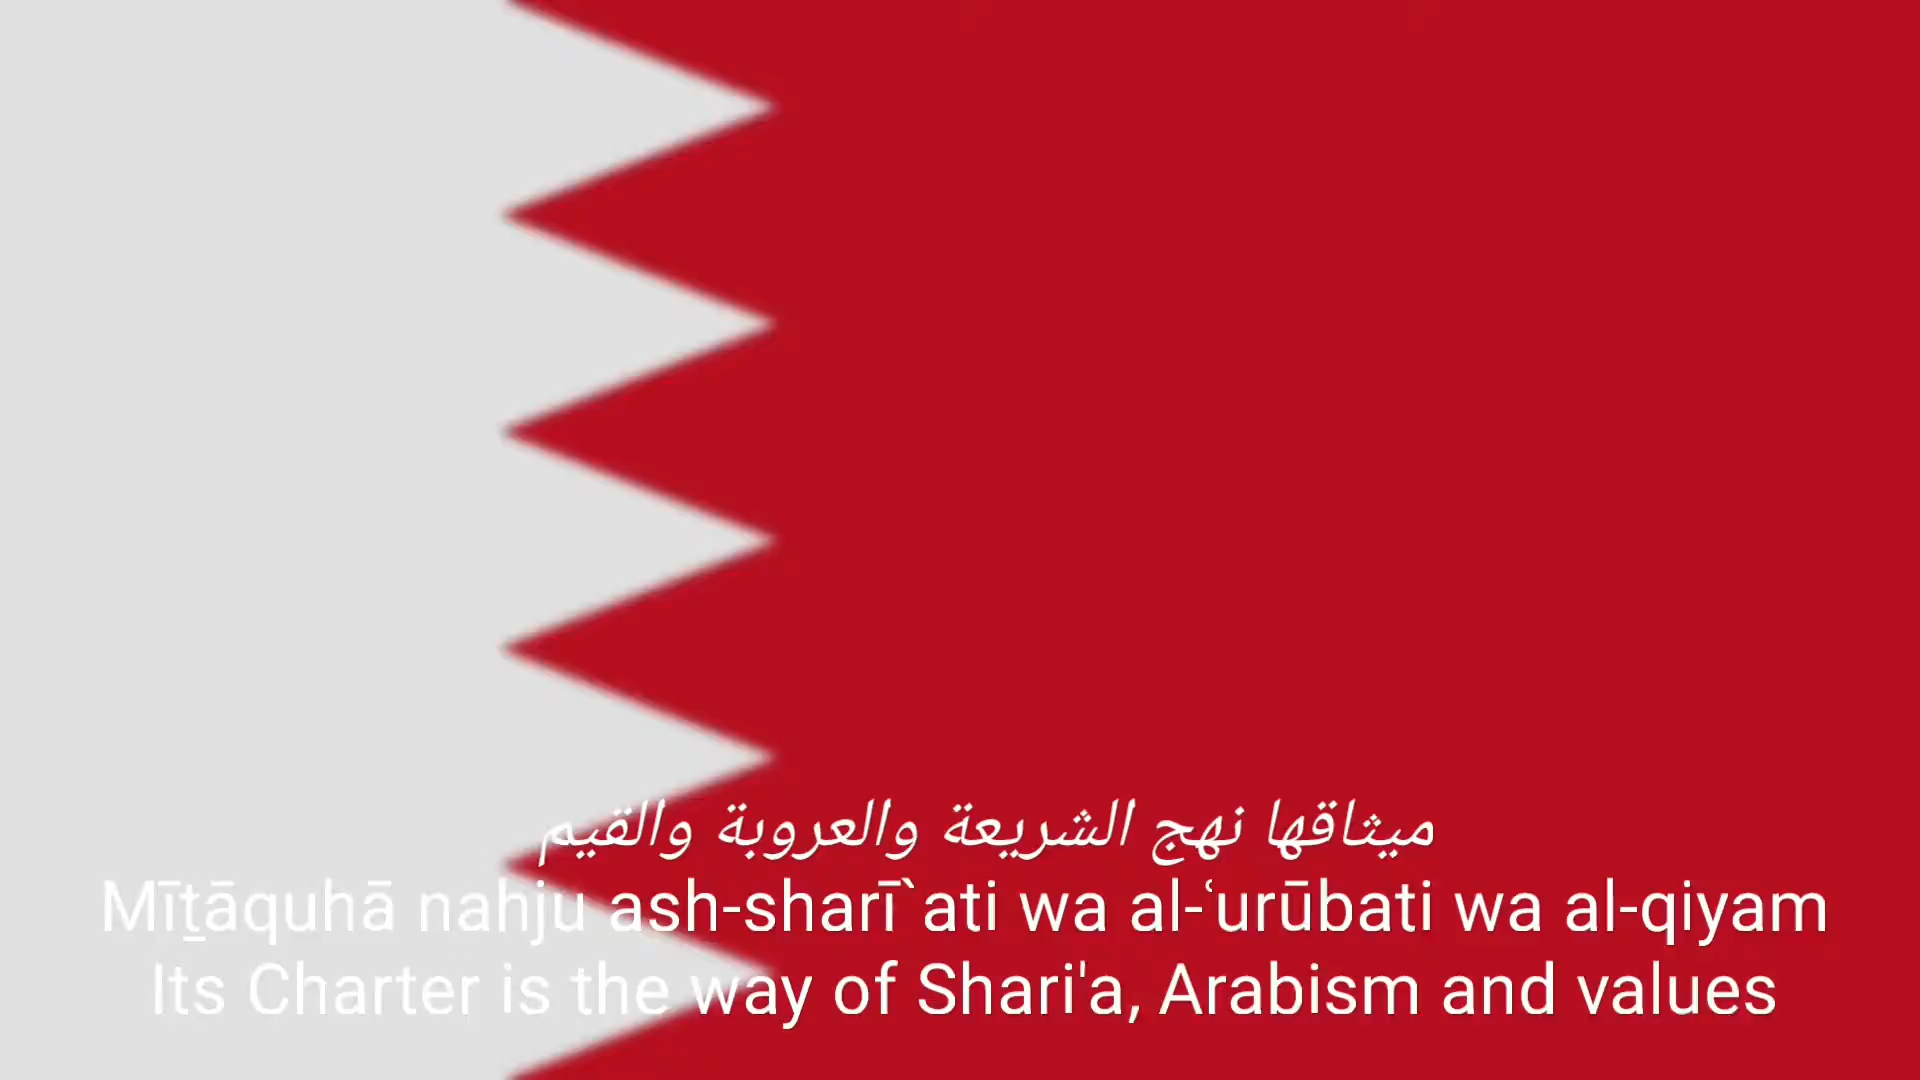 ميثاقها نهج الشريعة والعروبة والقيم
Mīṯāquhā nahju ash-sharī`ati wa al-ʿurūbati wa al-qiyam
Its Charter is the way of Shari'a, Arabism and values